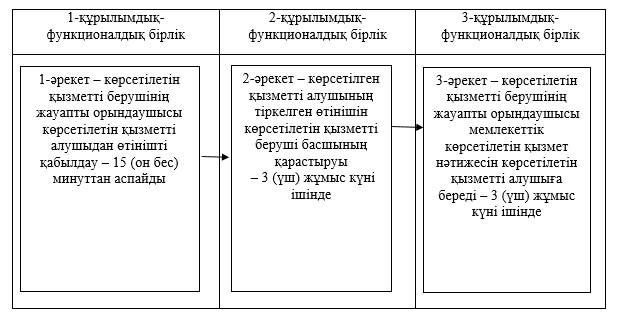 1-құрылымдық-
функционалдық бірлік
2-құрылымдық-
функционалдық бірлік
3-құрылымдық-
функционалдық бірлік
1-әрекет – көрсетілетін
қызметті берушінің
жауапты орындаушысы
көрсетілетін қызметті
алушыдан өтінішті
қабылдау – 15 (он бес)
минуттан аспайды
2-әрекет – көрсетілген
қызметті алушының
тіркелген өтінішін
көрсетілетін қызметті
беруші басшының
қарастыруы
– 3 (үш) жұмыс күні
ішінде
3-әрекет – көрсетілетін
қызметті берушінің
жауапты орындаушысы
мемлекеттік
көрсетілетін қызмет
нәтижесін көрсетілетін
қызметті алушыға
береді – 3 (үш) жұмыс
күні ішінде